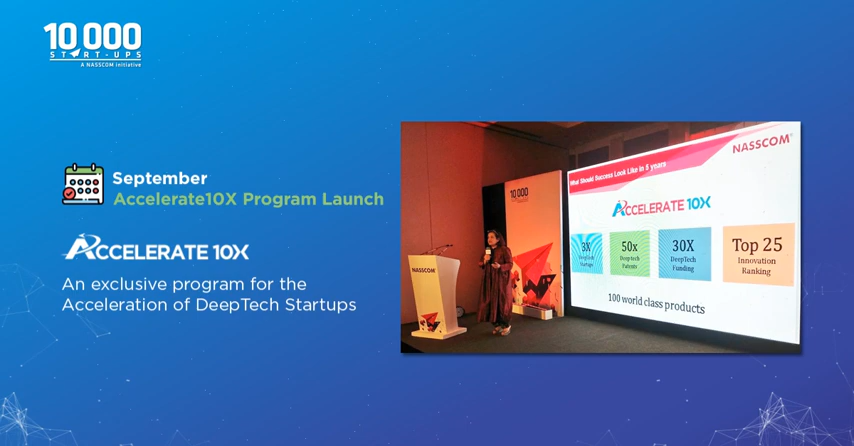 10,000
START-UPS
A NASSCOM initiative
September
Accelerate10X Program Launch
ACCELERATE 10X
An exclusive program for the
Acceleration of DeepTech Startups
NASSCOM®
What Should Success Look Like in 5 years
ACCELERATE 10X
3X
DeepTech
Startups
50x
Deeptech
Patents
30X
DeepTech
Funding
Top 25
Innovation
Ranking
100 world class products
10,000
NASSCOM